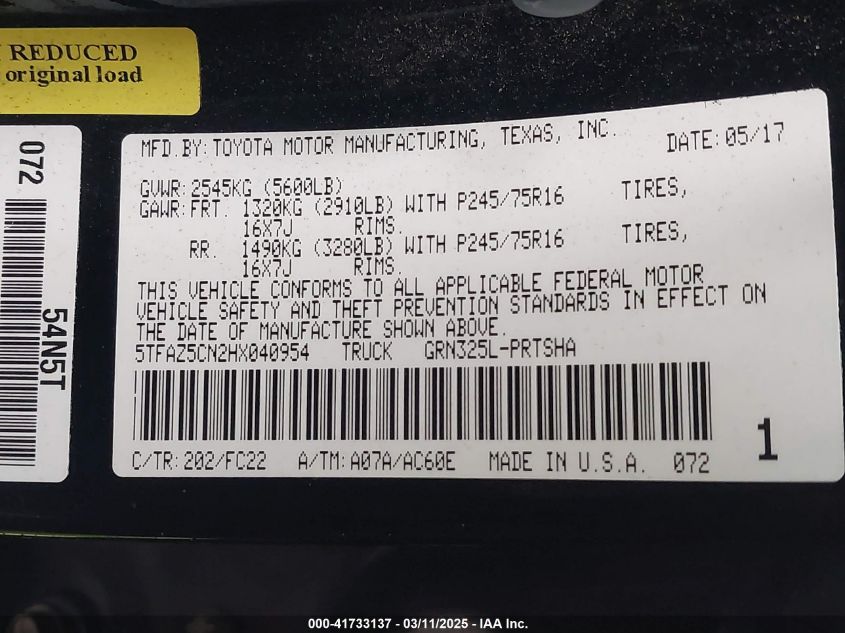 REDUCED
original load
072
54N5T
MFD.BY:TOYOTA MOTOR MANUFACTURING, TEXAS, INC. DATE:05/17
GVWR:2545KG (5600LB)
GAWR:FRT. 1320KG (2910LB) WITH P245/75R16 TIRES,
16X7J RIMS.
RR. 1490KG (3280LB) WITH P245/75R16 TIRES,
16X7J RIMS.
THIS VEHICLE CONFORMS TO ALL APPLICABLE FEDERAL MOTOR
VEHICLE SAFETY AND THEFT PREVENTION STANDARDS IN EFFECT ON
THE DATE OF MANUFACTURE SHOWN ABOVE.
5TFAZ5CN2HX040954 TRUCK GRN325L-PRTSHA
1
C/TR:202/FC22 A/TM:A07A/AC60E MADE IN U.S.A. 072
000-41733137 - 03/11/2025 - IAA Inc.